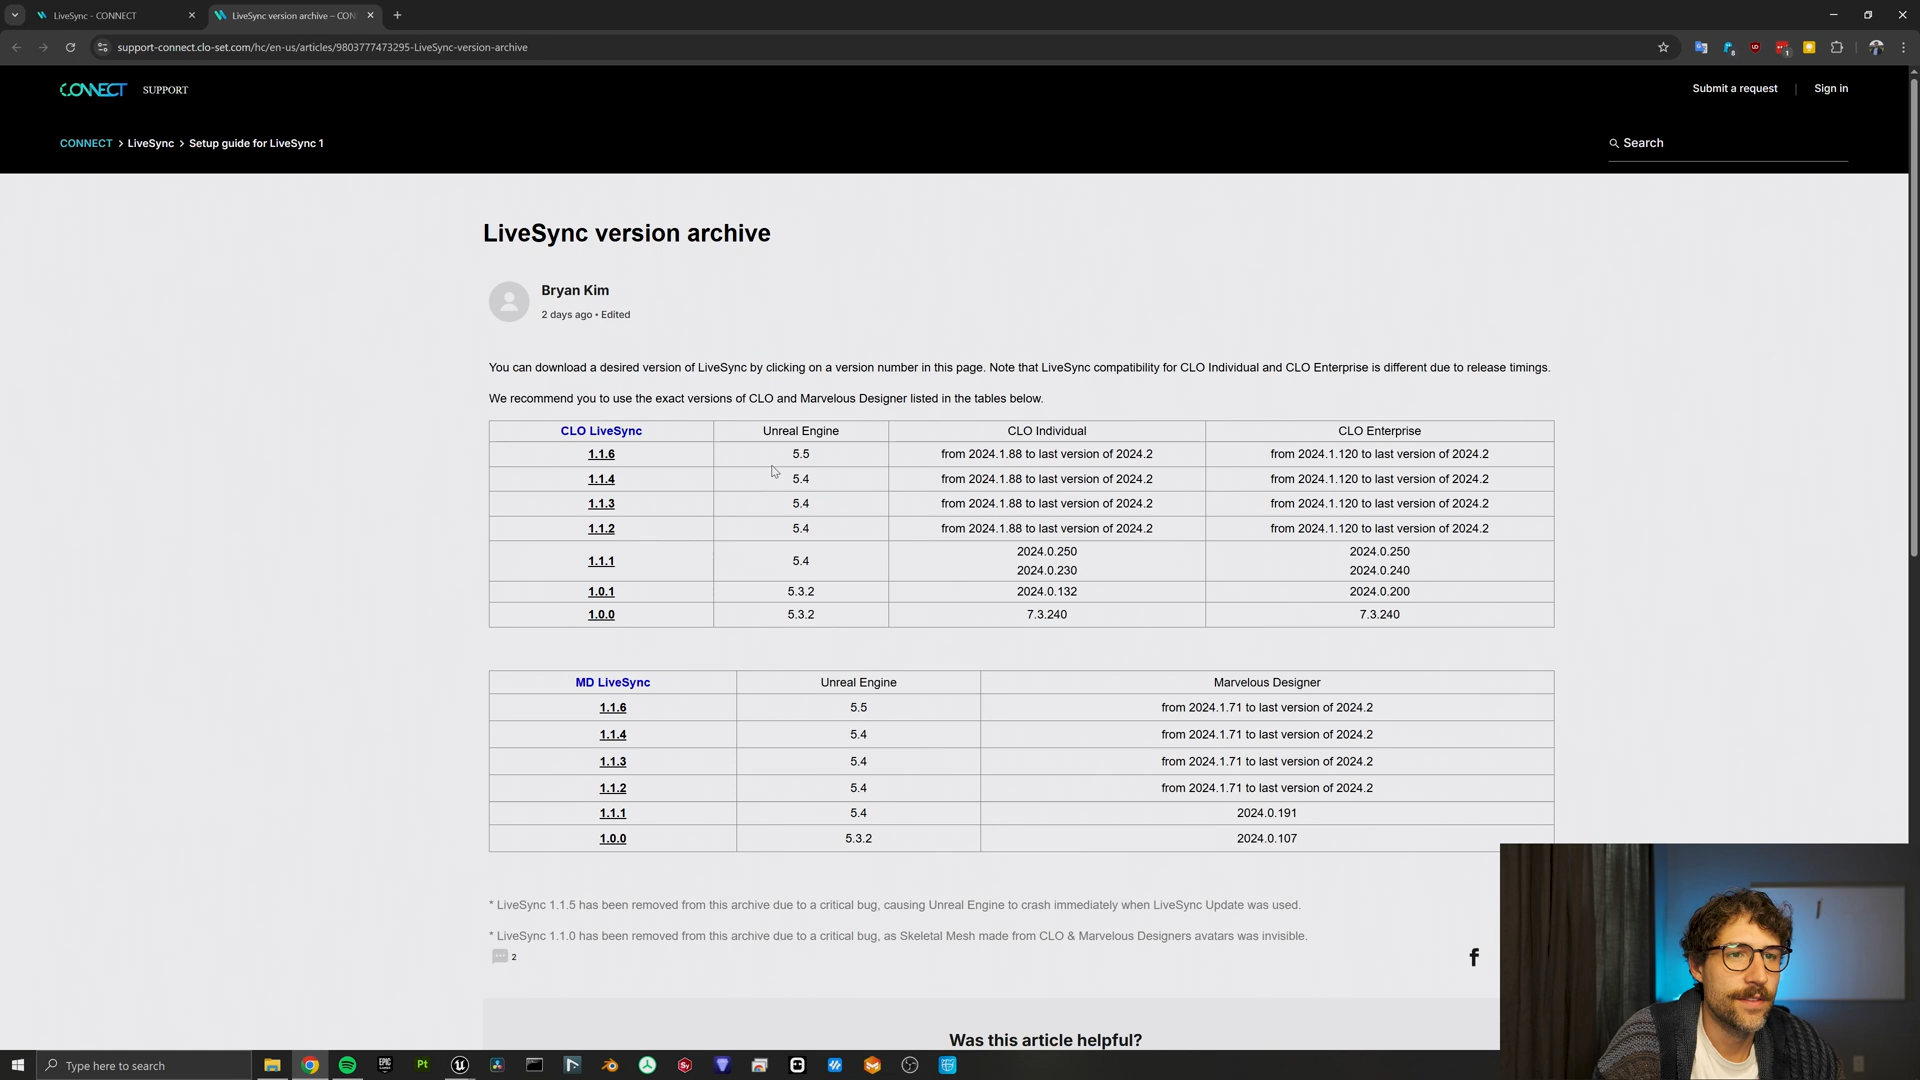 LiveSync - CONNECT
LiveSync version archive – CON
support-connect.clo-set.com/hc/en-us/articles/9803777473295-LiveSync-version-archive
CONNECT SUPPORT
Submit a request | Sign in
CONNECT > LiveSync > Setup guide for LiveSync 1
Search
LiveSync version archive
Bryan Kim
2 days ago • Edited
You can download a desired version of LiveSync by clicking on a version number in this page. Note that LiveSync compatibility for CLO Individual and CLO Enterprise is different due to release timings.
We recommend you to use the exact versions of CLO and Marvelous Designer listed in the tables below.
CLO LiveSync Unreal Engine CLO Individual CLO Enterprise
1.1.6 5.5 from 2024.1.88 to last version of 2024.2 from 2024.1.120 to last version of 2024.2
1.1.4 5.4 from 2024.1.88 to last version of 2024.2 from 2024.1.120 to last version of 2024.2
1.1.3 5.4 from 2024.1.88 to last version of 2024.2 from 2024.1.120 to last version of 2024.2
1.1.2 5.4 from 2024.1.88 to last version of 2024.2 from 2024.1.120 to last version of 2024.2
1.1.1 5.4 2024.0.250 2024.0.250
2024.0.230 2024.0.240
1.0.1 5.3.2 2024.0.132 2024.0.200
1.0.0 5.3.2 7.3.240 7.3.240
MD LiveSync Unreal Engine Marvelous Designer
1.1.6 5.5 from 2024.1.71 to last version of 2024.2
1.1.4 5.4 from 2024.1.71 to last version of 2024.2
1.1.3 5.4 from 2024.1.71 to last version of 2024.2
1.1.2 5.4 from 2024.1.71 to last version of 2024.2
1.1.1 5.4 2024.0.191
1.0.0 5.3.2 2024.0.107
* LiveSync 1.1.5 has been removed from this archive due to a critical bug, causing Unreal Engine to crash immediately when LiveSync Update was used.
* LiveSync 1.1.0 has been removed from this archive due to a critical bug, as Skeletal Mesh made from CLO & Marvelous Designers avatars was invisible.
2
f
Was this article helpful?
Type here to search
Pt